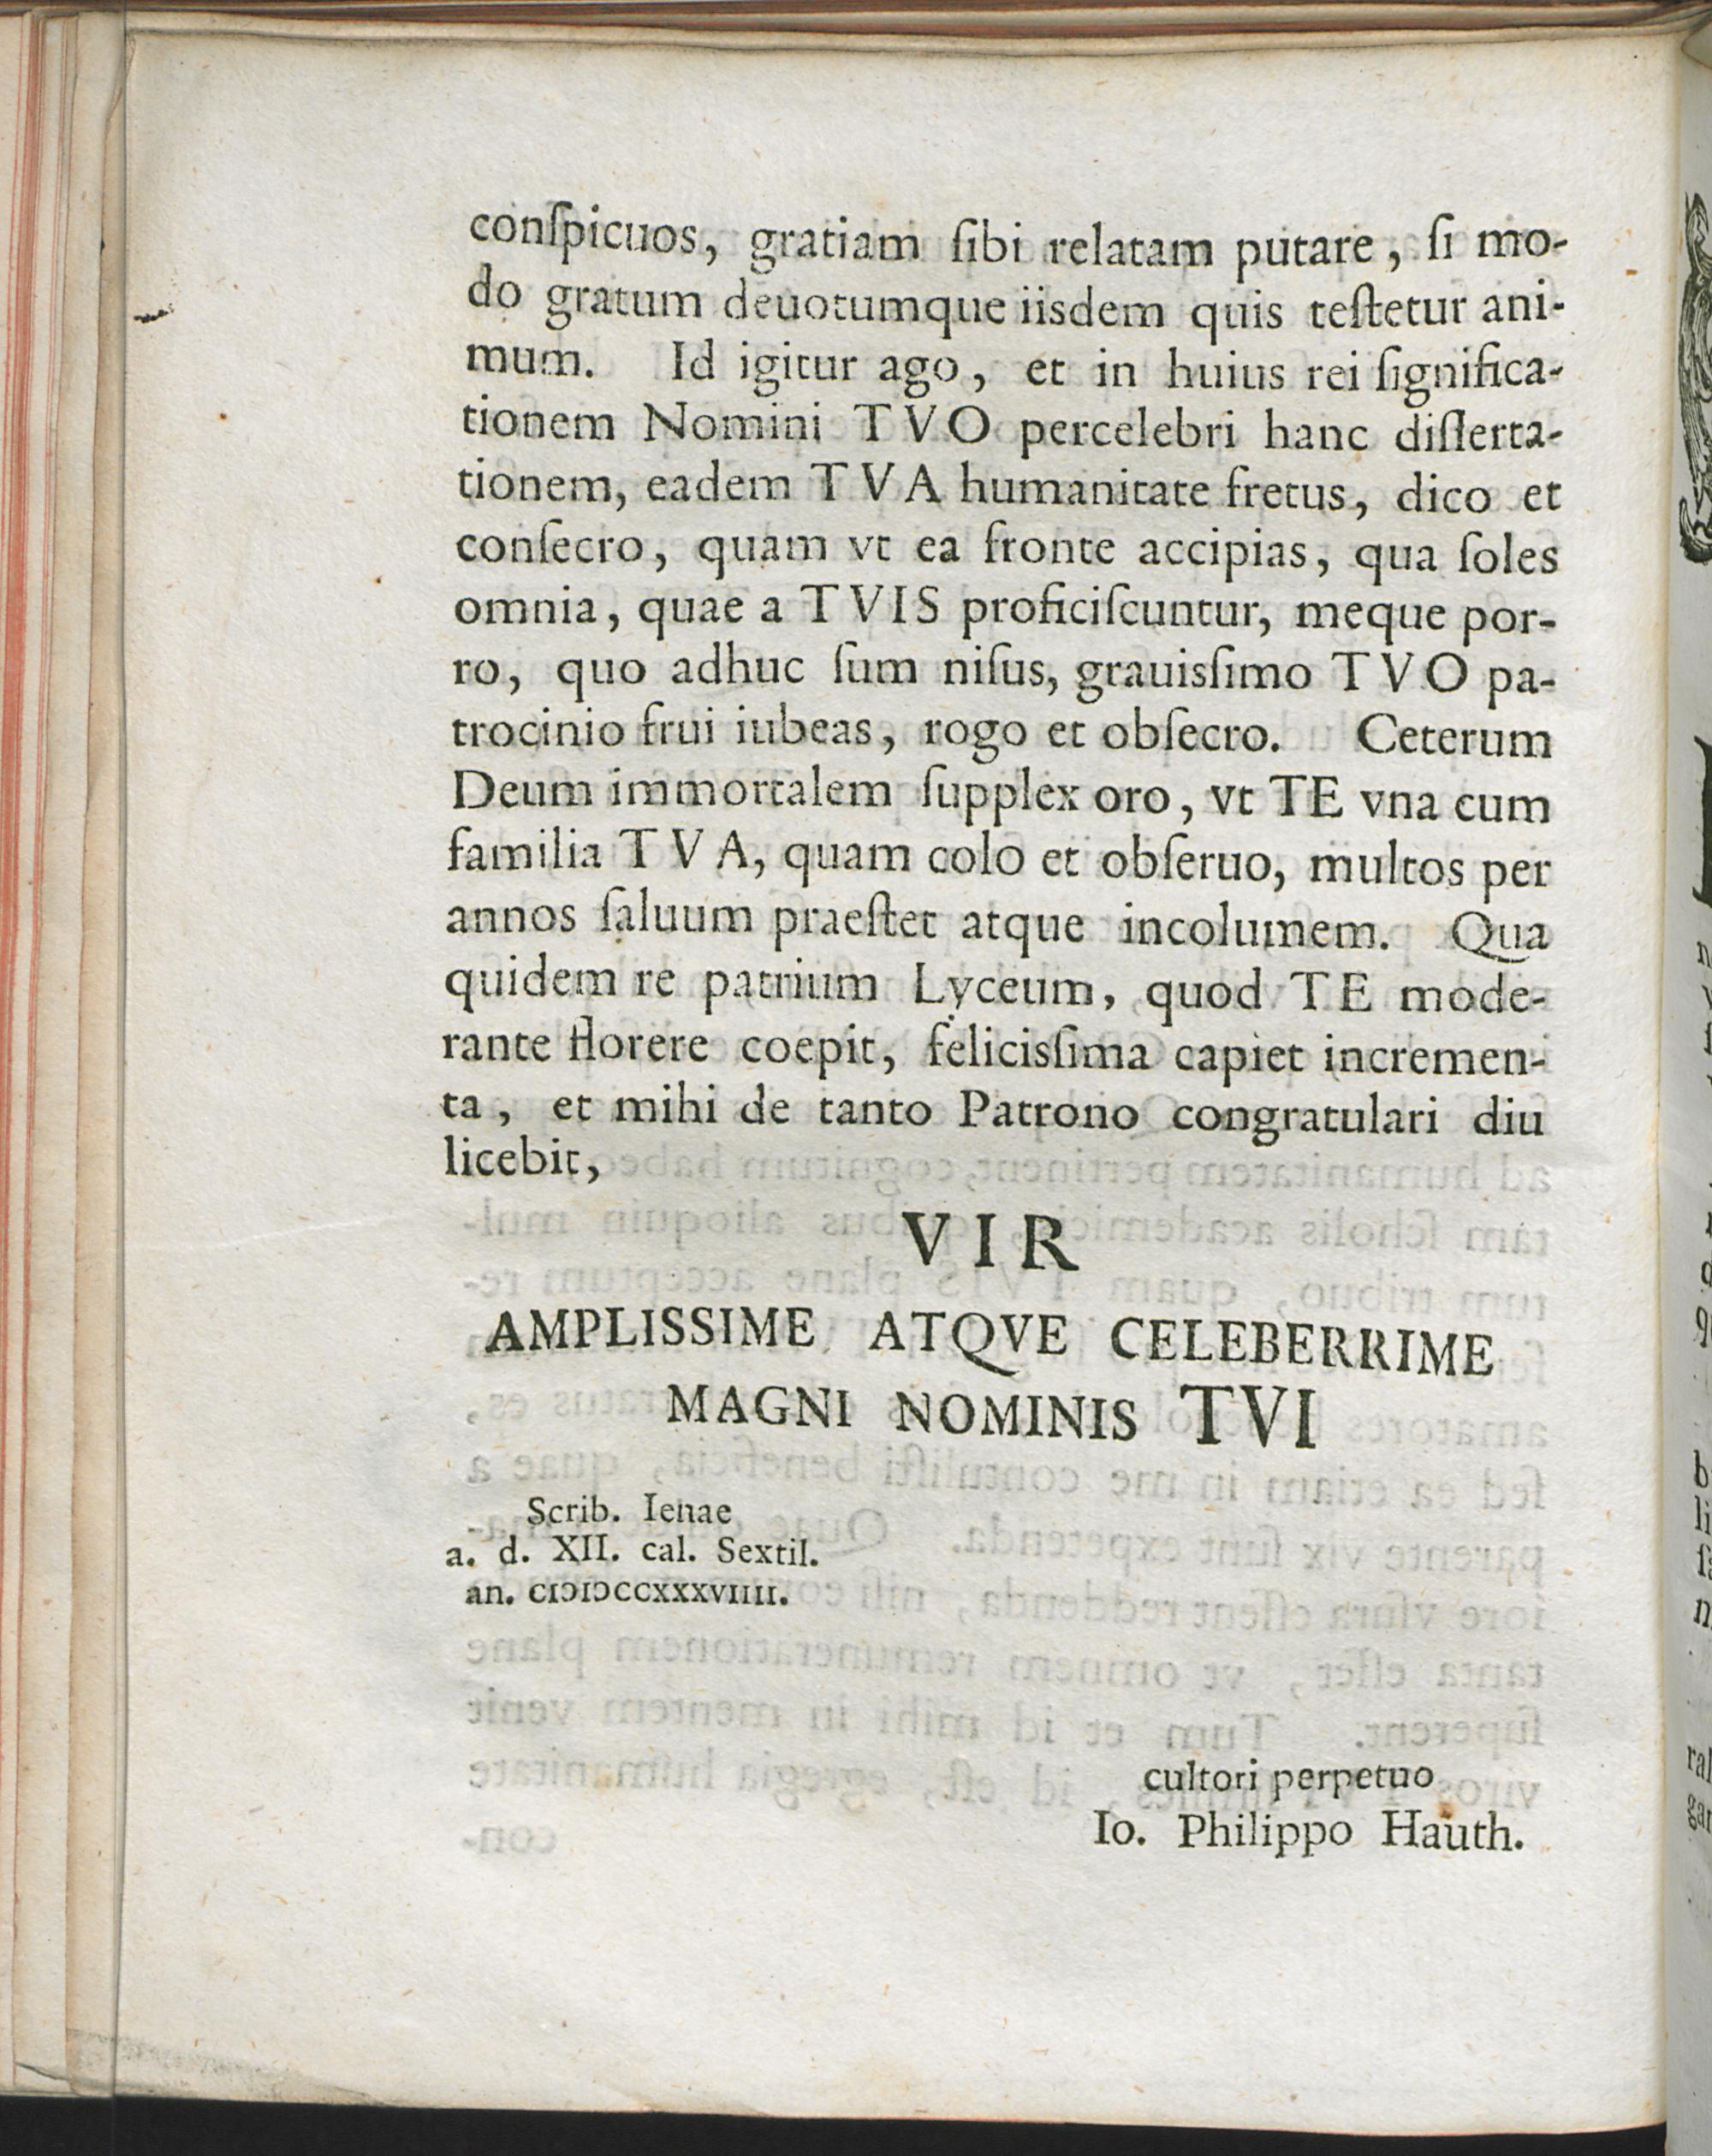 conſpicuos, gratiam ſibi relatam putare, ſi mo-
do gratum deuotumque iisdem quis teſtetur ani-
mum. Id igitur ago, et in huius rei ſignifica-
tionem Nomini TVO percelebri hanc diſſerta-
tionem, eadem TVA humanitate fretus, dico et
conſecro, quam vt ea fronte accipias, qua ſoles
omnia, quae a TVIS proficiſcuntur, meque por-
ro, quo adhuc ſum niſus, grauisſimo TVO pa-
trocinio frui iubeas, rogo et obſecro. Ceterum
Deum immortalem ſupplex oro, vt TE vna cum
familia TVA, quam colo et obſeruo, multos per
annos ſaluum praeſtet atque incolumem. Qua
quidem re patrium Lyceum, quod TE mode-
rante florere coepit, felicisſima capiet incremen-
ta, et mihi de tanto Patrono congratulari diu
licebit,
VIR
AMPLISSIME ATQVE CELEBERRIME
MAGNI NOMINIS TVI
Scrib. Ienae
a. d. XII. cal. Sextil.
an. CIƆIƆCCXXXVIIII.
cultori perpetuo
Io. Philippo Hauth.